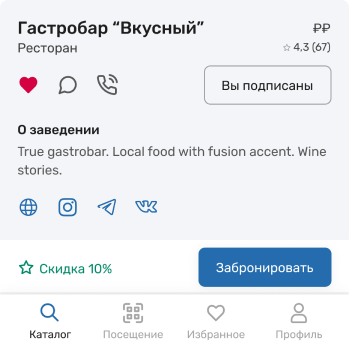 Гастробар “Вкусный”
₽₽
Ресторан
4,3 (67)
Вы подписаны
О заведении
True gastrobar. Local food with fusion accent. Wine
stories.
Скидка 10%
Забронировать
Каталог
Посещение
Избранное
Профиль